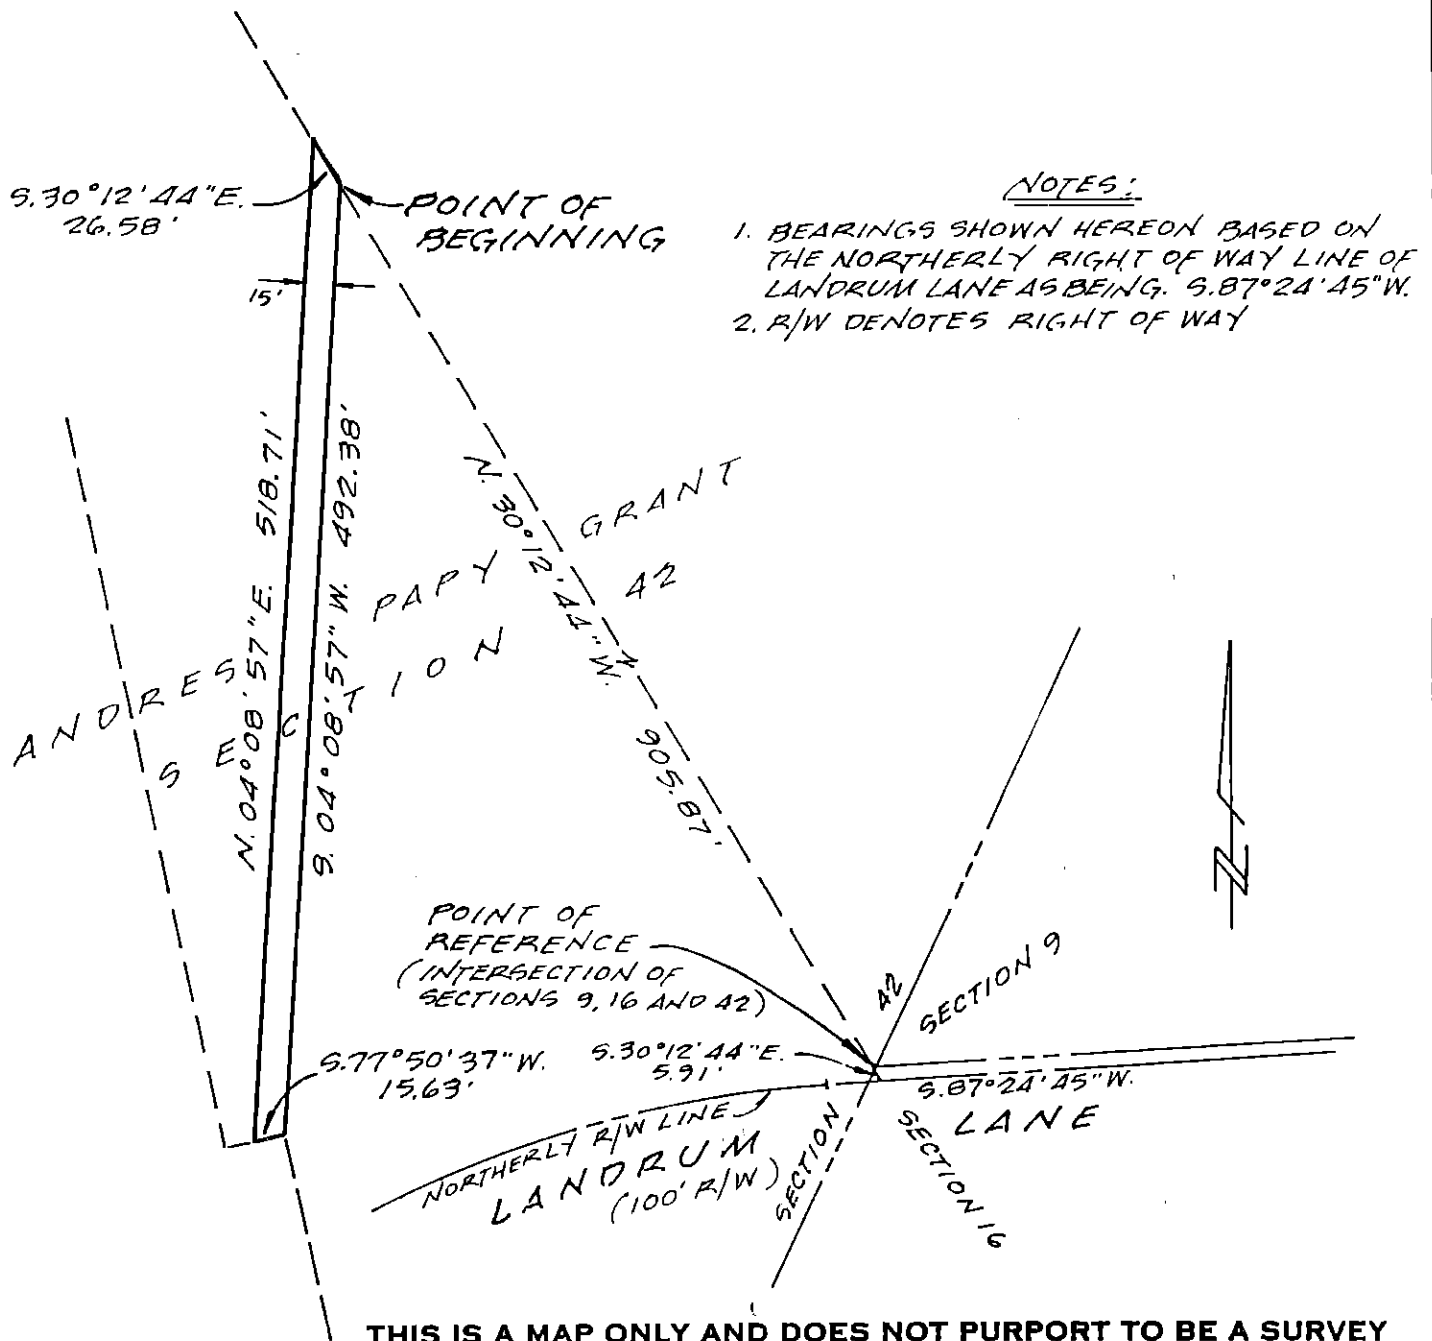 S.30°12'44"E.
26.58'
POINT OF
BEGINNING
15'
NOTES:
1. BEARINGS SHOWN HEREON BASED ON
THE NORTHERLY RIGHT OF WAY LINE OF
LANDRUM LANE AS BEING. S.87°24'45"W.
2. R/W DENOTES RIGHT OF WAY
N.04°08'57"E. 518.71'
S.04°08'57"W. 492.38'
N.30°12'44"W. 905.87'
ANDRES PAPY GRANT
SECTION 42
POINT OF
REFERENCE
(INTERSECTION OF
SECTIONS 9, 16 AND 42)
42
SECTION 9
S.77°50'37"W.
15.63'
S.30°12'44"E.
5.91'
S.87°24'45"W.
NORTHERLY R/W LINE
LANDRUM LANE
(100' R/W)
SECTION
SECTION 16
N
THIS IS A MAP ONLY AND DOES NOT PURPORT TO BE A SURVEY